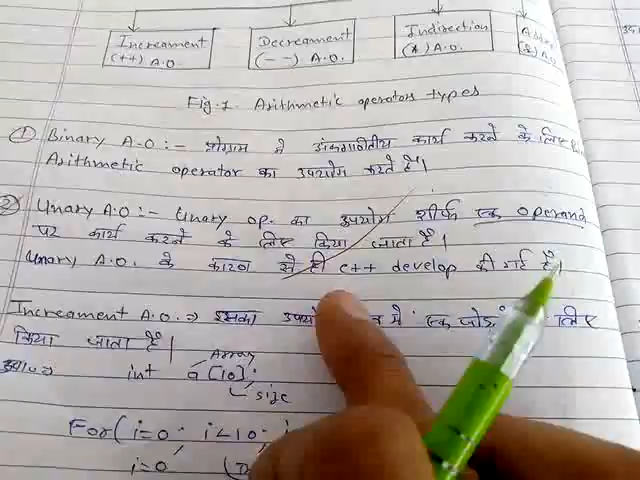 Increament Decreament Indirection
(++) A.O. (--) A.O. (*) A.O. (&) A.O.
Fig.1 Arithmetic operators types
① Binary A.O:- प्रोग्राम में अंकगणितीय कार्य करने के लिए
Arithmetic operator का उपयोग करते हैं।
② Unary A.O:- Unary op. का उपयोग शीर्फ एक operand
पर कार्य करने के लिए किया जाता है।
Unary A.O. के कारण से ही c++ develop की गई है।
Increament A.O. => इसका में एक जोड़ लिए
किया जाता है।
Array
int a[10];
size
For(i=0; i<10;
i=0